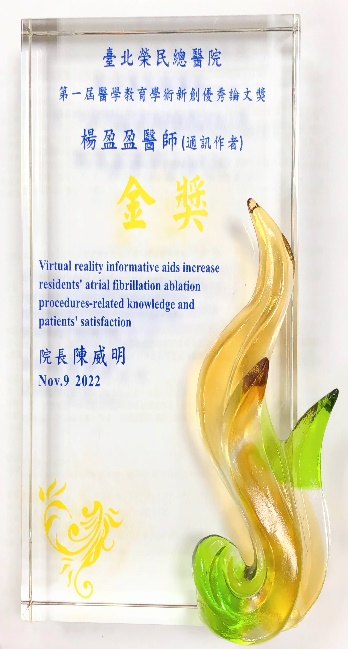 臺北榮民總醫院
第一屆醫學教育學術新創優秀論文獎
楊盈盈醫師(通訊作者)
金獎
Virtual reality informative aids increase
residents' atrial fibrillation ablation
procedures-related knowledge and
patients' satisfaction
院長陳威明
Nov.9 2022